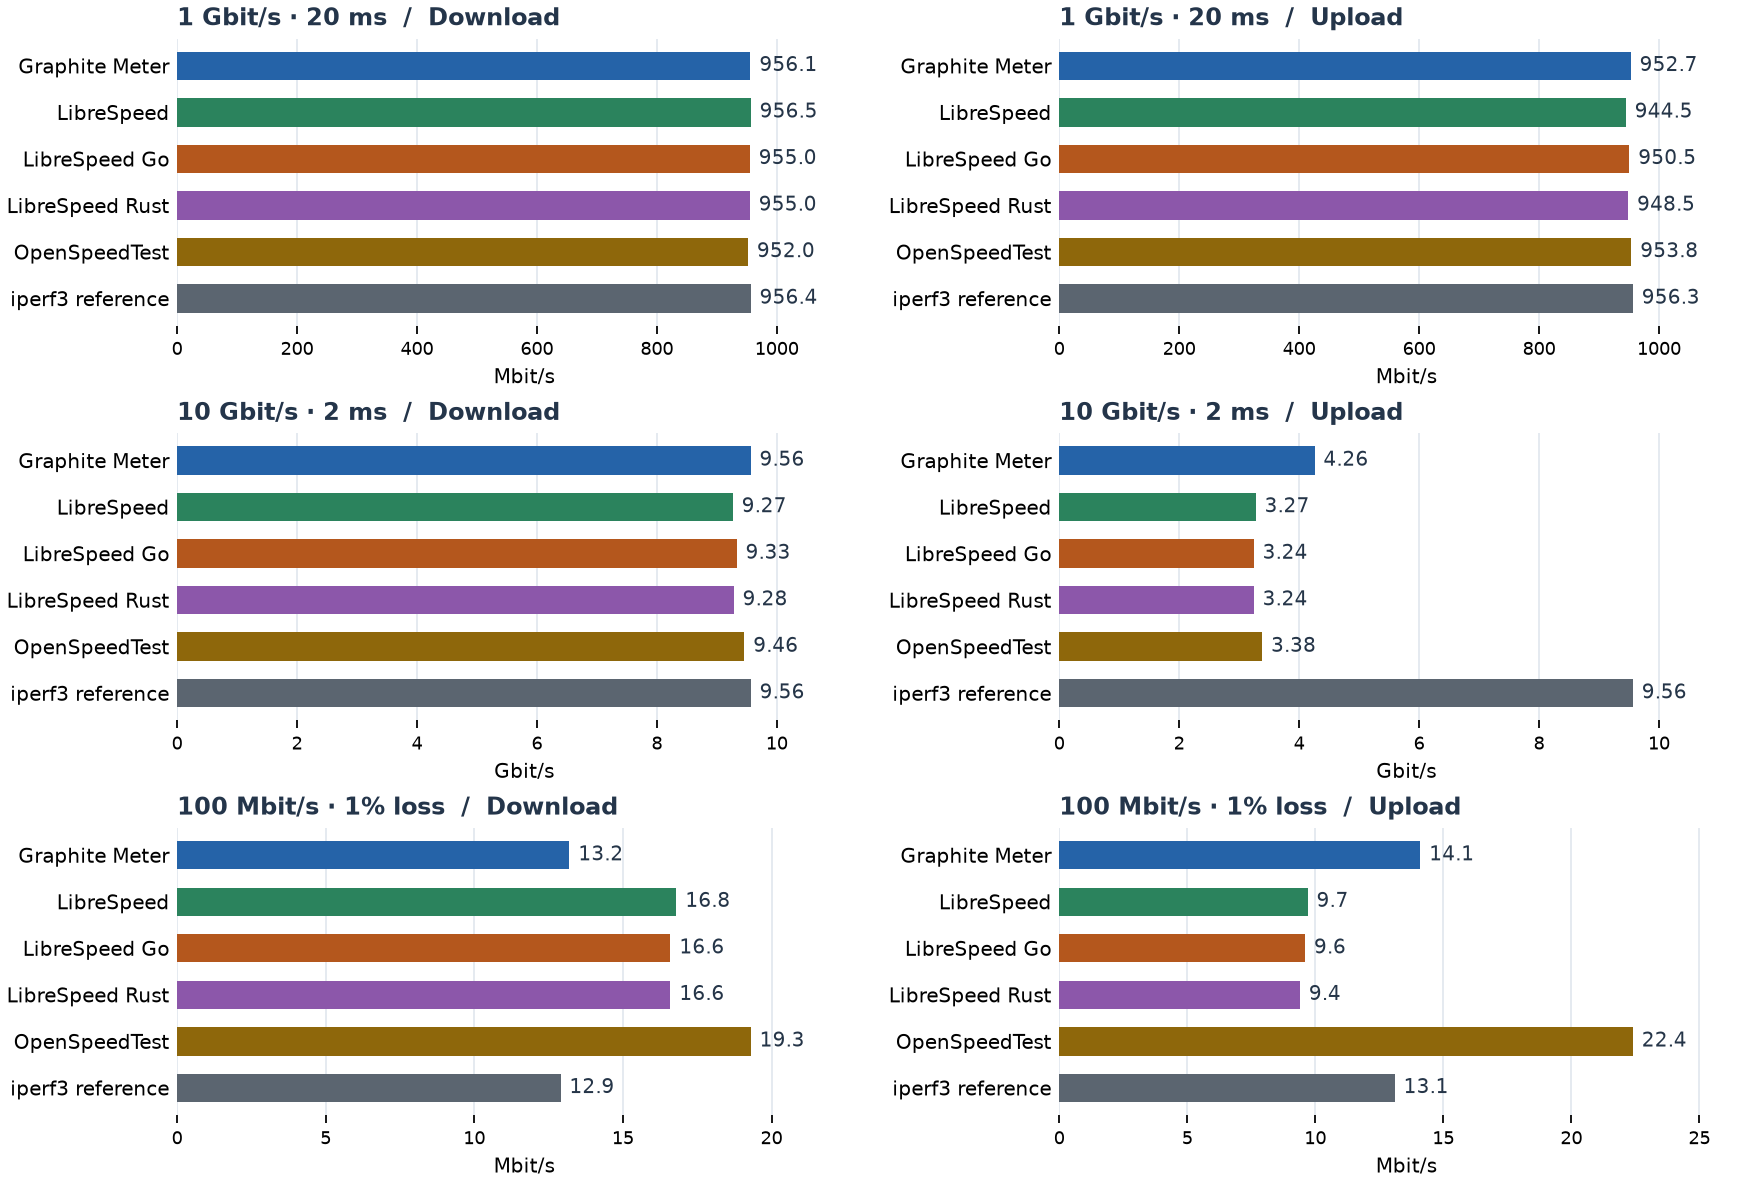 1 Gbit/s · 20 ms / Download
Graphite Meter 956.1
LibreSpeed 956.5
LibreSpeed Go 955.0
LibreSpeed Rust 955.0
OpenSpeedTest 952.0
iperf3 reference 956.4
0 200 400 600 800 1000
Mbit/s
1 Gbit/s · 20 ms / Upload
Graphite Meter 952.7
LibreSpeed 944.5
LibreSpeed Go 950.5
LibreSpeed Rust 948.5
OpenSpeedTest 953.8
iperf3 reference 956.3
0 200 400 600 800 1000
Mbit/s
10 Gbit/s · 2 ms / Download
Graphite Meter 9.56
LibreSpeed 9.27
LibreSpeed Go 9.33
LibreSpeed Rust 9.28
OpenSpeedTest 9.46
iperf3 reference 9.56
0 2 4 6 8 10
Gbit/s
10 Gbit/s · 2 ms / Upload
Graphite Meter 4.26
LibreSpeed 3.27
LibreSpeed Go 3.24
LibreSpeed Rust 3.24
OpenSpeedTest 3.38
iperf3 reference 9.56
0 2 4 6 8 10
Gbit/s
100 Mbit/s · 1% loss / Download
Graphite Meter 13.2
LibreSpeed 16.8
LibreSpeed Go 16.6
LibreSpeed Rust 16.6
OpenSpeedTest 19.3
iperf3 reference 12.9
0 5 10 15 20
Mbit/s
100 Mbit/s · 1% loss / Upload
Graphite Meter 14.1
LibreSpeed 9.7
LibreSpeed Go 9.6
LibreSpeed Rust 9.4
OpenSpeedTest 22.4
iperf3 reference 13.1
0 5 10 15 20 25
Mbit/s